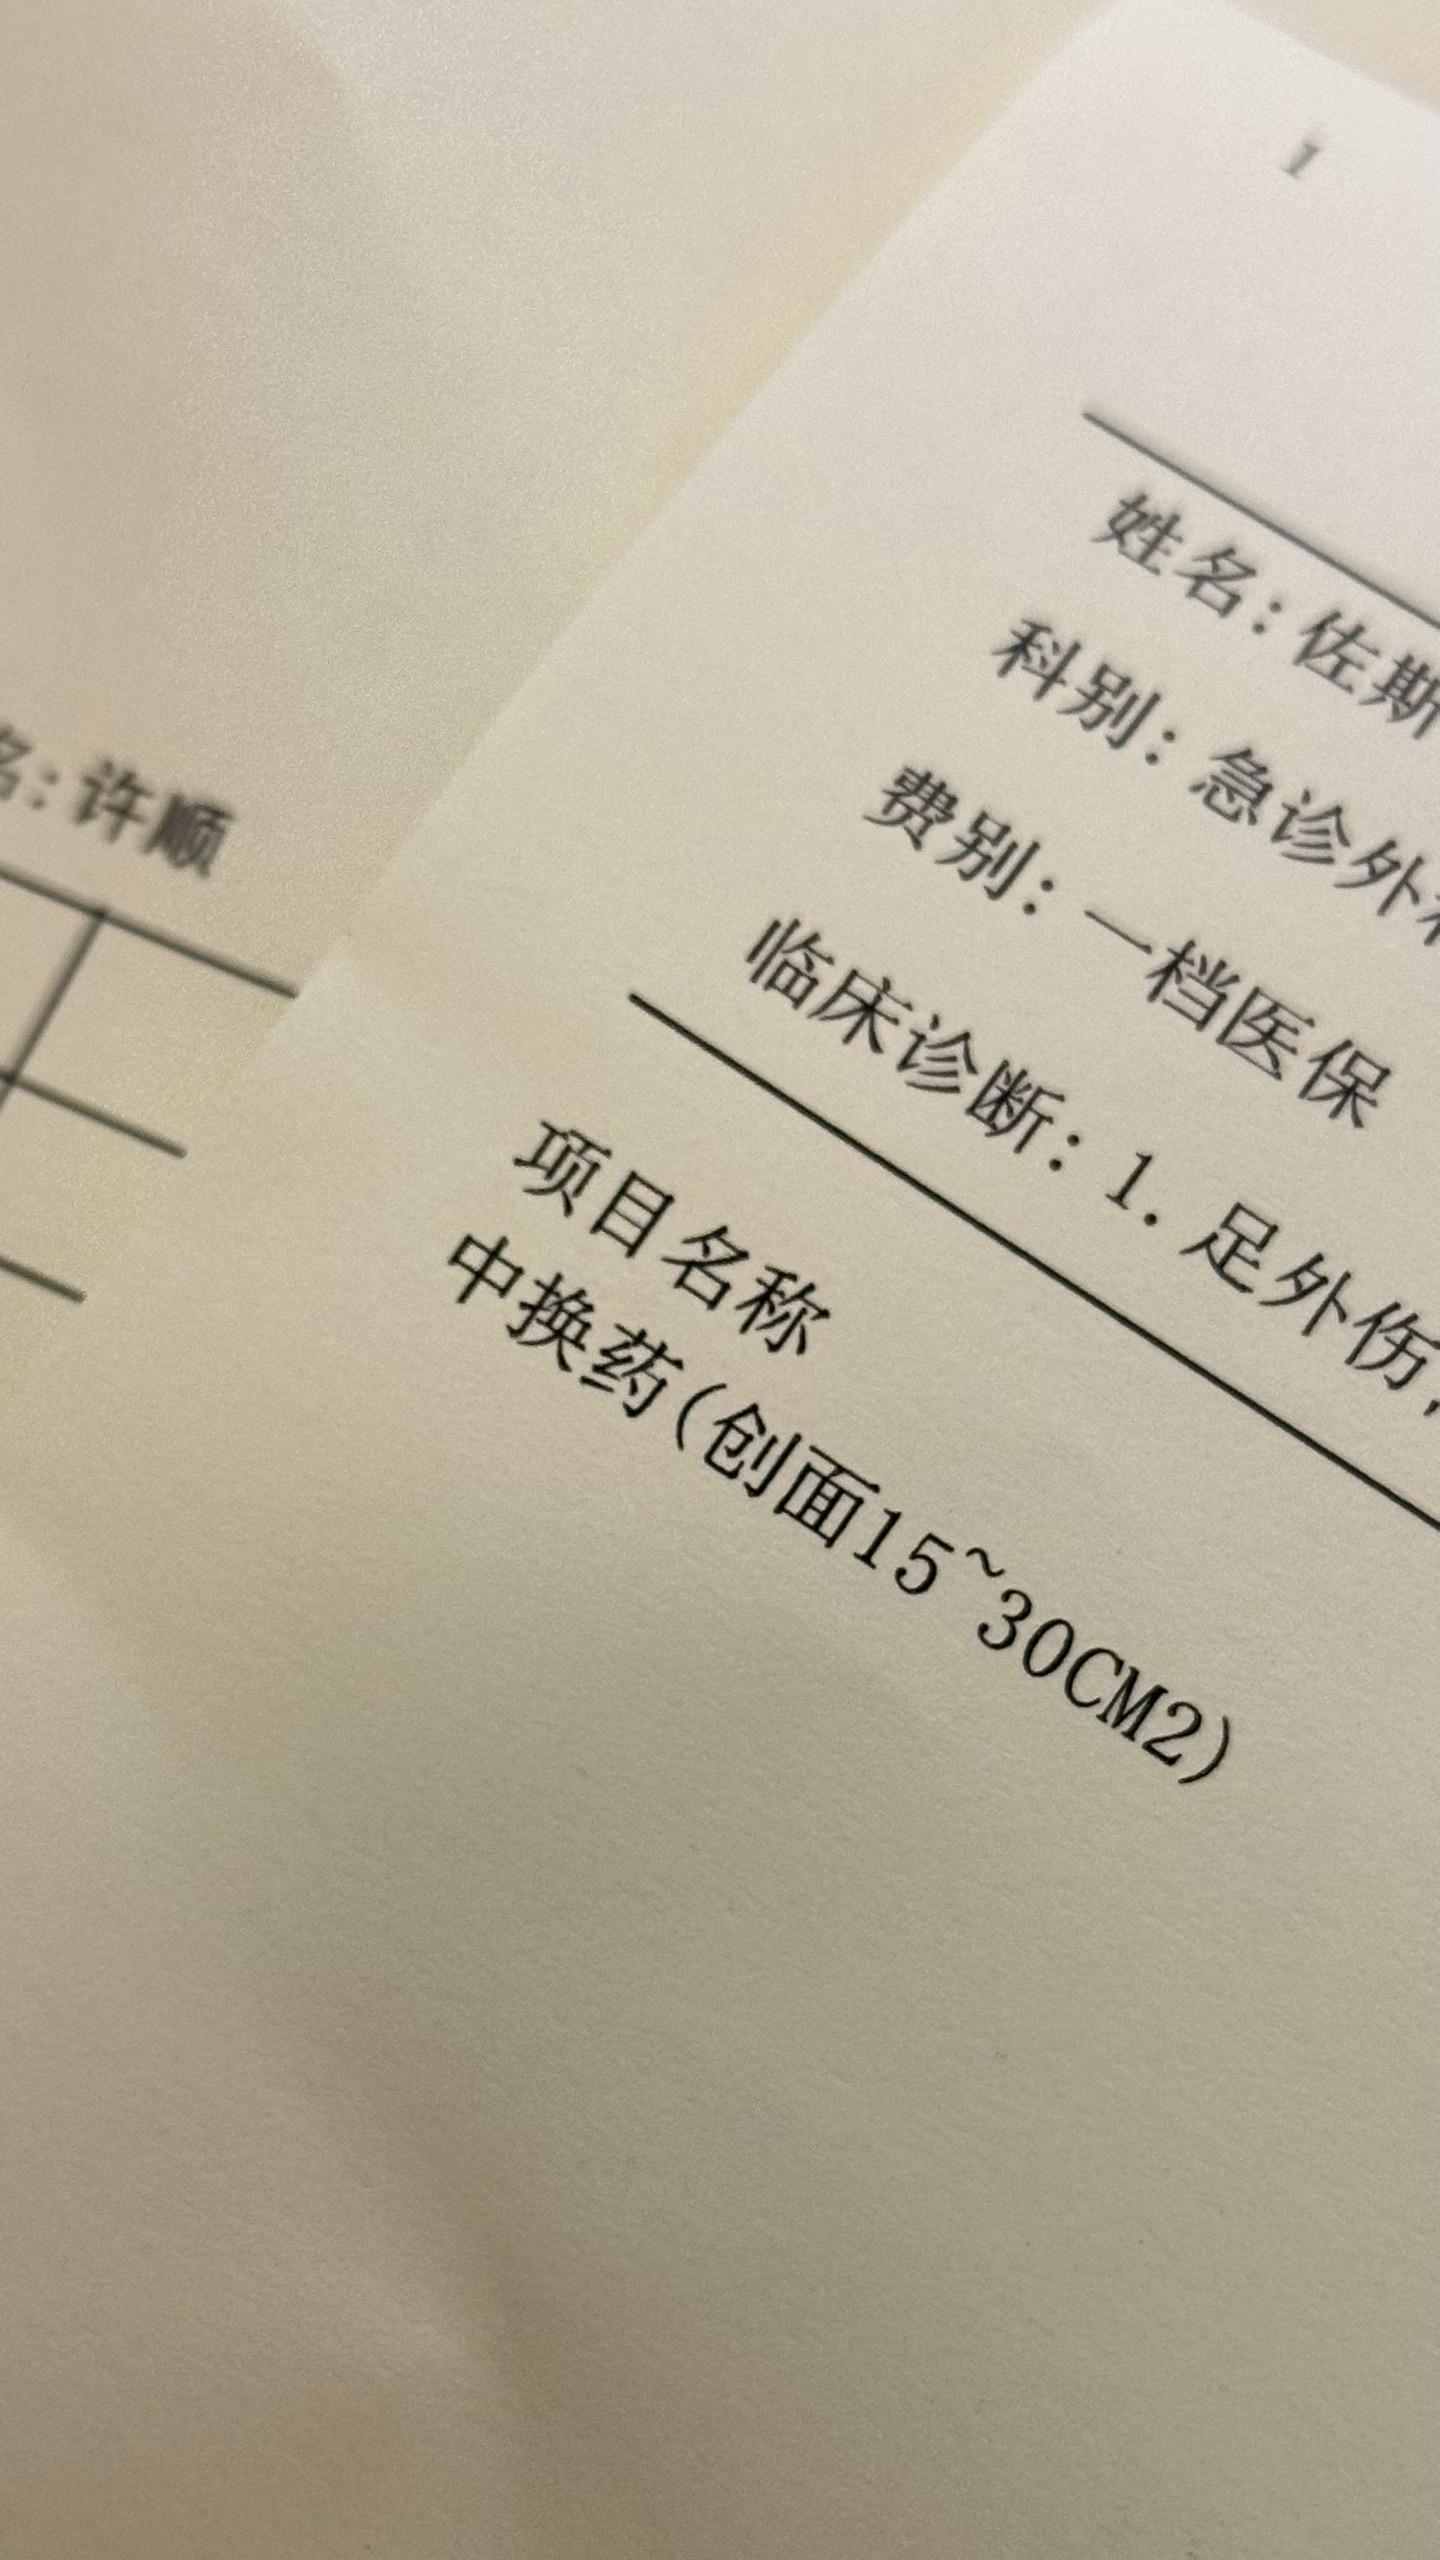 名:许顺
1
姓名:佐斯
科别:急诊外科
费别:一档医保
临床诊断:1.足外伤,
项目名称
中换药(创面15~30CM2)